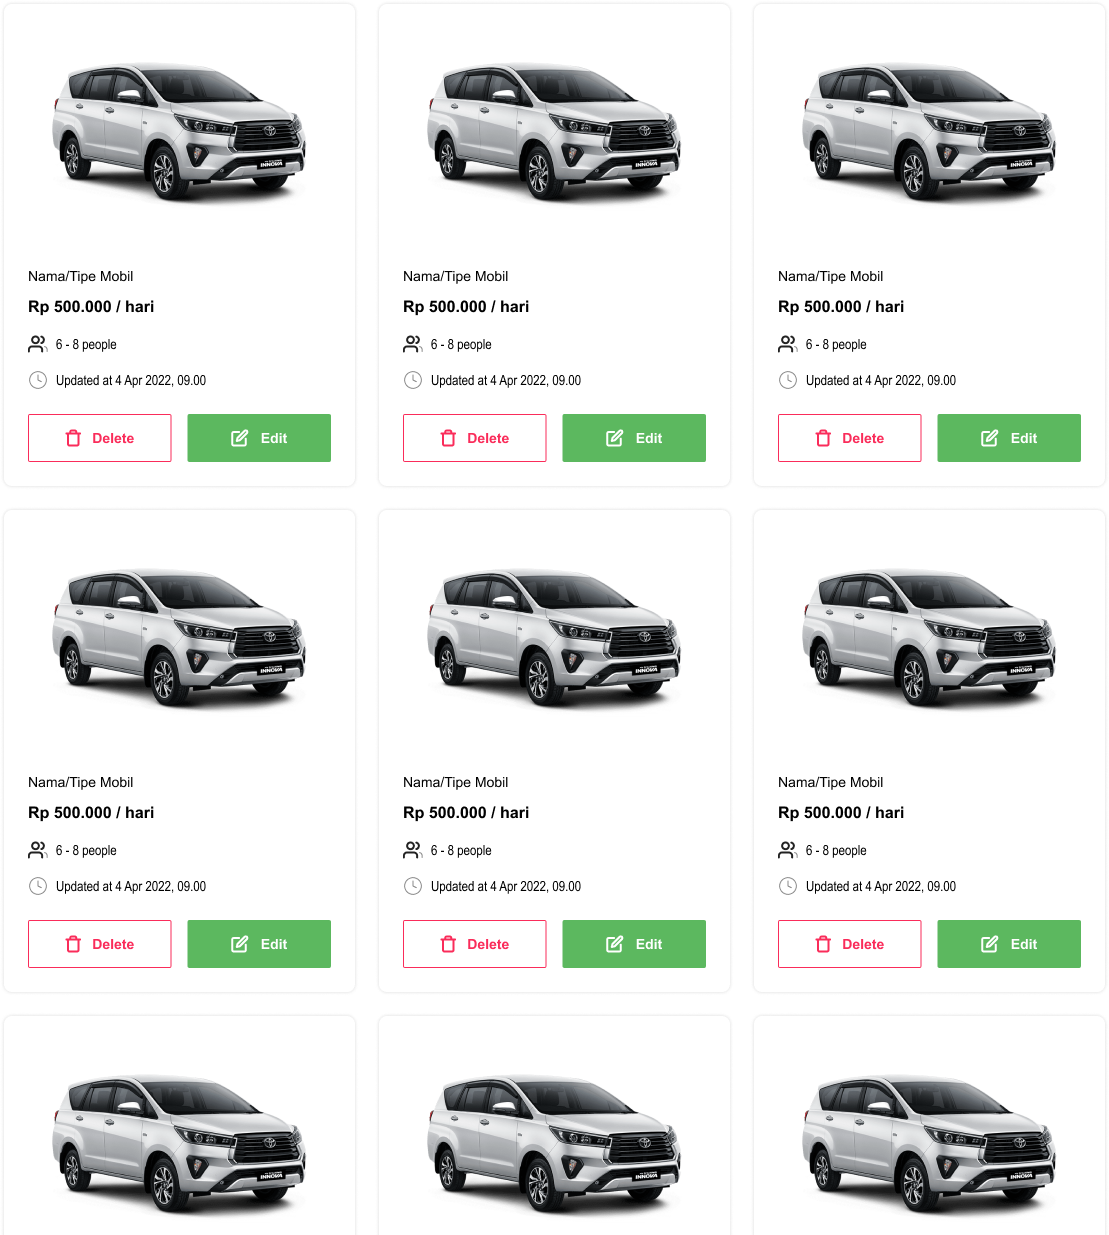 INNOVA
INNOVA
INNOVA
Nama/Tipe Mobil
Nama/Tipe Mobil
Nama/Tipe Mobil
Rp 500.000 / hari
Rp 500.000 / hari
Rp 500.000 / hari
6 - 8 people
6 - 8 people
6 - 8 people
Updated at 4 Apr 2022, 09.00
Updated at 4 Apr 2022, 09.00
Updated at 4 Apr 2022, 09.00
Delete
Edit
Delete
Edit
Delete
Edit
INNOVA
INNOVA
INNOVA
Nama/Tipe Mobil
Nama/Tipe Mobil
Nama/Tipe Mobil
Rp 500.000 / hari
Rp 500.000 / hari
Rp 500.000 / hari
6 - 8 people
6 - 8 people
6 - 8 people
Updated at 4 Apr 2022, 09.00
Updated at 4 Apr 2022, 09.00
Updated at 4 Apr 2022, 09.00
Delete
Edit
Delete
Edit
Delete
Edit
INNOVA
INNOVA
INNOVA